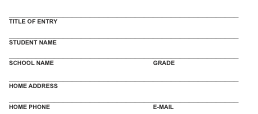 TITLE OF ENTRY
STUDENT NAME
SCHOOL NAME GRADE
HOME ADDRESS
HOME PHONE E-MAIL